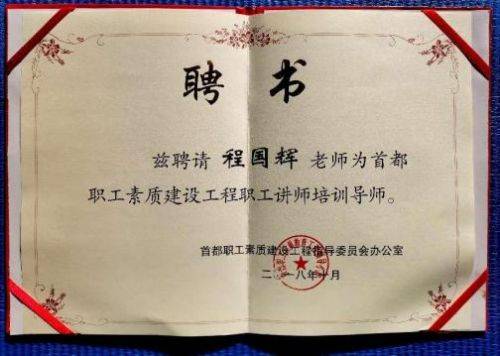 聘书
兹聘请 程国辉 老师为首都
职工素质建设工程职工讲师培训导师。
首都职工素质建设工程指导委员会办公室
二〇一八年十月